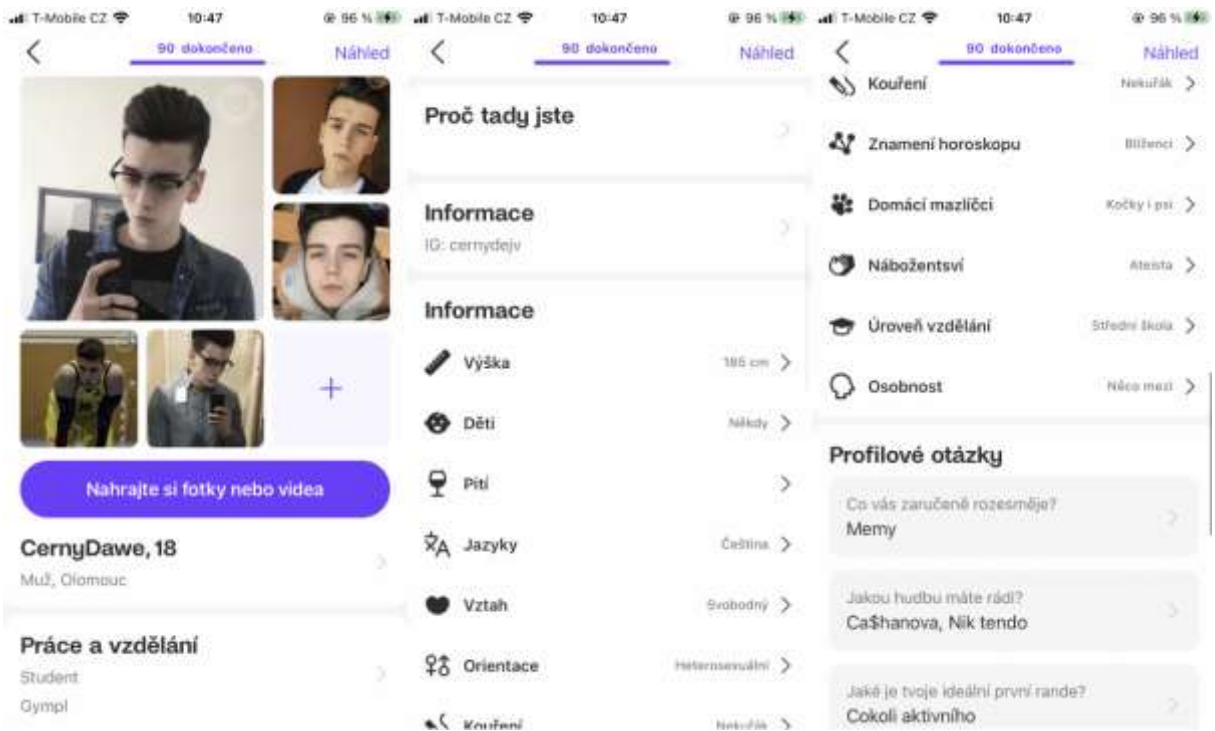 T-Mobile CZ 10:47 96 %
90 dokončeno
Náhled
Nahrajte si fotky nebo videa
CernyDawe, 18
Muž, Olomouc
Práce a vzdělání
Student
Gympl
T-Mobile CZ 10:47 96 %
90 dokončeno
Náhled
Proč tady jste
Informace
IG: cernydejv
Informace
Výška 185 cm
Děti Někdy
Pití
Jazyky Čeština
Vztah Svobodný
Orientace Heterosexuální
Kouření Nekuřák
T-Mobile CZ 10:47 96 %
90 dokončeno
Náhled
Kouření Nekuřák
Znamení horoskopu Blíženci
Domácí mazlíčci Kočky i psi
Nábožentsví Ateista
Úroveň vzdělání Střední škola
Osobnost Něco mezi
Profilové otázky
Co vás zaručeně rozesměje?
Memy
Jakou hudbu máte rádi?
Ca$hanova, Nik tendo
Jaké je tvoje ideální první rande?
Cokoli aktivního